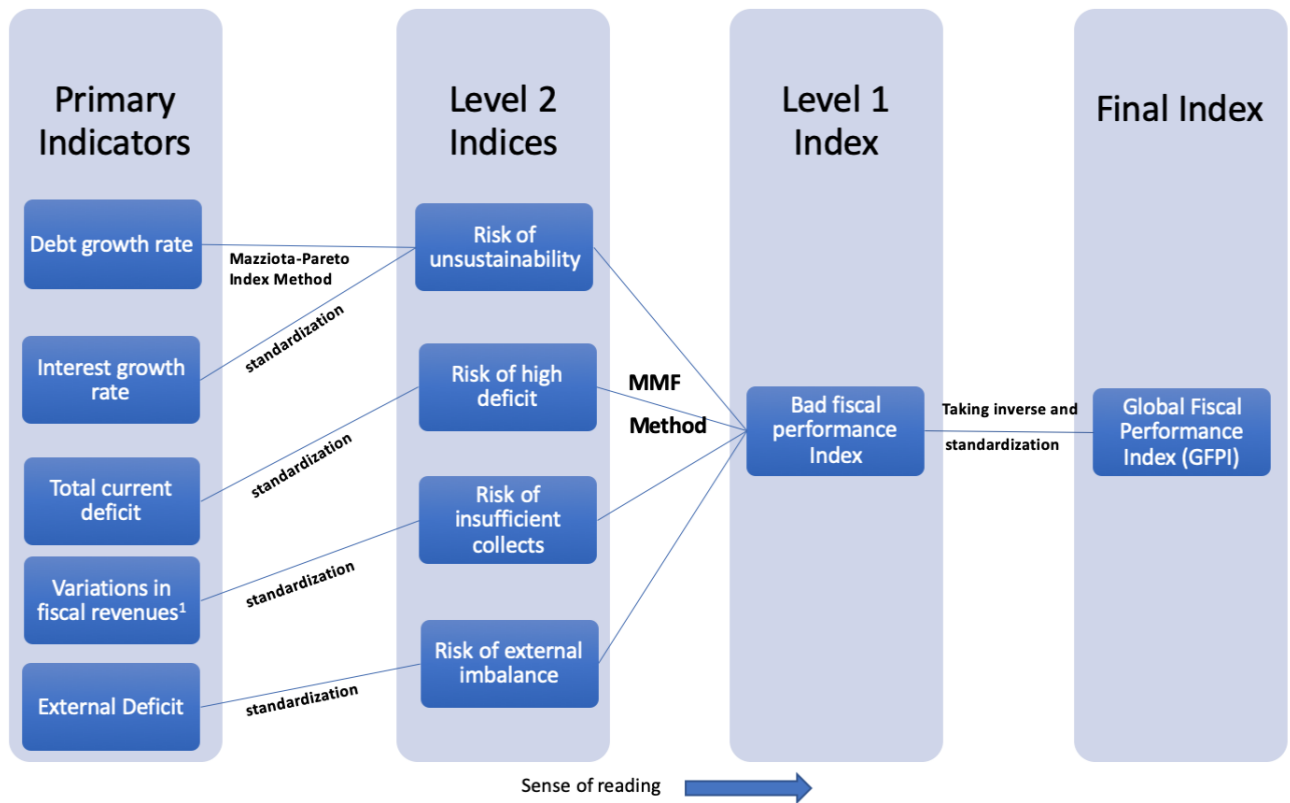 Primary
Indicators
Debt growth rate
Interest growth
rate
Total current
deficit
Variations in
fiscal revenues¹
External Deficit
Mazziota-Pareto
Index Method
standardization
standardization
standardization
standardization
Level 2
Indices
Risk of
unsustainability
Risk of high
deficit
Risk of
insufficient
collects
Risk of external
imbalance
MMF
Method
Level 1
Index
Bad fiscal
performance
Index
Taking inverse and
standardization
Final Index
Global Fiscal
Performance
Index (GFPI)
Sense of reading